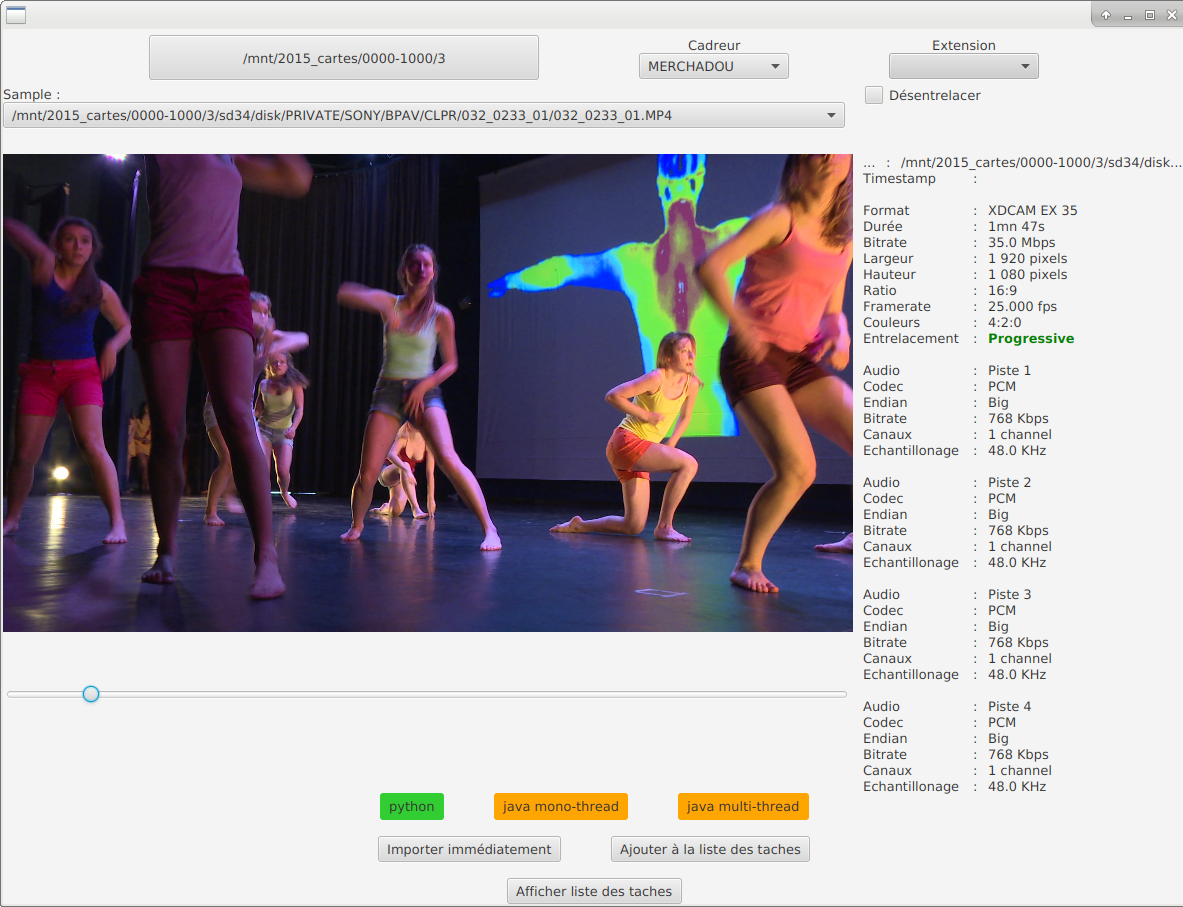 /mnt/2015_cartes/0000-1000/3
Cadreur
MERCHADOU
Extension
Désentrelacer
Sample :
/mnt/2015_cartes/0000-1000/3/sd34/disk/PRIVATE/SONY/BPAV/CLPR/032_0233_01/032_0233_01.MP4
... : /mnt/2015_cartes/0000-1000/3/sd34/disk...
Timestamp :
Format : XDCAM EX 35
Durée : 1mn 47s
Bitrate : 35.0 Mbps
Largeur : 1 920 pixels
Hauteur : 1 080 pixels
Ratio : 16:9
Framerate : 25.000 fps
Couleurs : 4:2:0
Entrelacement : Progressive
Audio : Piste 1
Codec : PCM
Endian : Big
Bitrate : 768 Kbps
Canaux : 1 channel
Echantillonage : 48.0 KHz
Audio : Piste 2
Codec : PCM
Endian : Big
Bitrate : 768 Kbps
Canaux : 1 channel
Echantillonage : 48.0 KHz
Audio : Piste 3
Codec : PCM
Endian : Big
Bitrate : 768 Kbps
Canaux : 1 channel
Echantillonage : 48.0 KHz
Audio : Piste 4
Codec : PCM
Endian : Big
Bitrate : 768 Kbps
Canaux : 1 channel
Echantillonage : 48.0 KHz
python
java mono-thread
java multi-thread
Importer immédiatement
Ajouter à la liste des taches
Afficher liste des taches